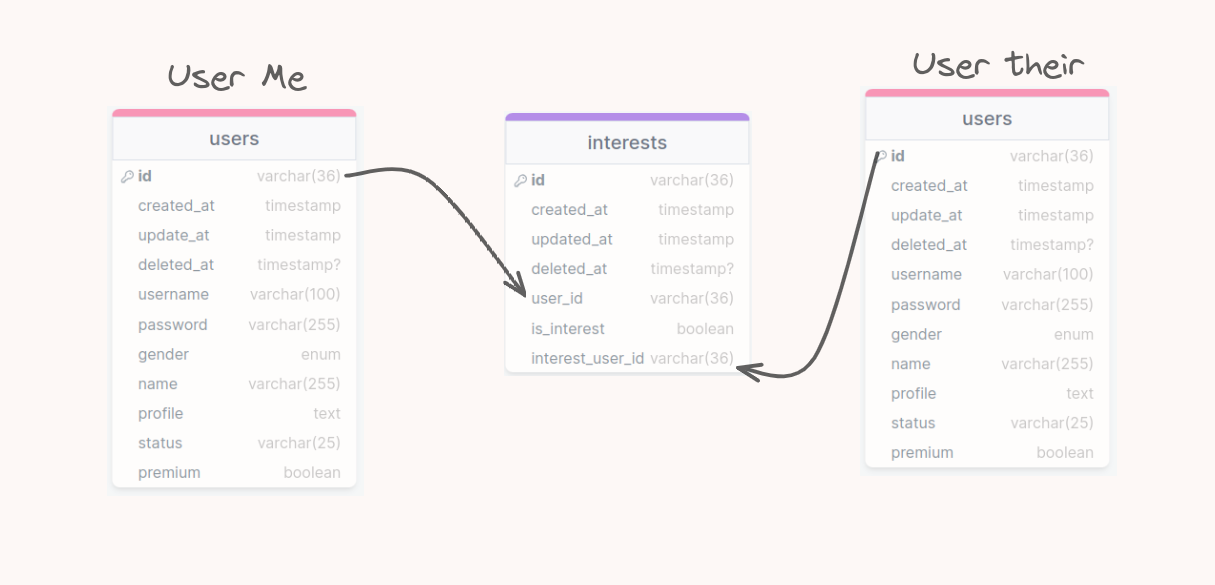 User Me
users
id varchar(36)
created_at timestamp
update_at timestamp
deleted_at timestamp?
username varchar(100)
password varchar(255)
gender enum
name varchar(255)
profile text
status varchar(25)
premium boolean
interests
id varchar(36)
created_at timestamp
updated_at timestamp
deleted_at timestamp?
user_id varchar(36)
is_interest boolean
interest_user_id varchar(36)
User their
users
id varchar(36)
created_at timestamp
update_at timestamp
deleted_at timestamp?
username varchar(100)
password varchar(255)
gender enum
name varchar(255)
profile text
status varchar(25)
premium boolean